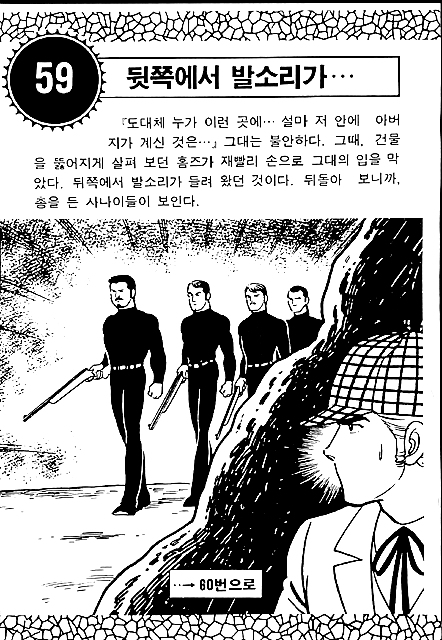 59
뒷쪽에서 발소리가…
『도대체 누가 이런 곳에… 설마 저 안에 아버
지가 계신 것은…』 그대는 불안하다. 그때, 건물
을 뚫어지게 살펴 보던 홈즈가 재빨리 손으로 그대의 입을 막
았다. 뒤쪽에서 발소리가 들려 왔던 것이다. 뒤돌아 보니까,
총을 든 사나이들이 보인다.
…→ 60번으로